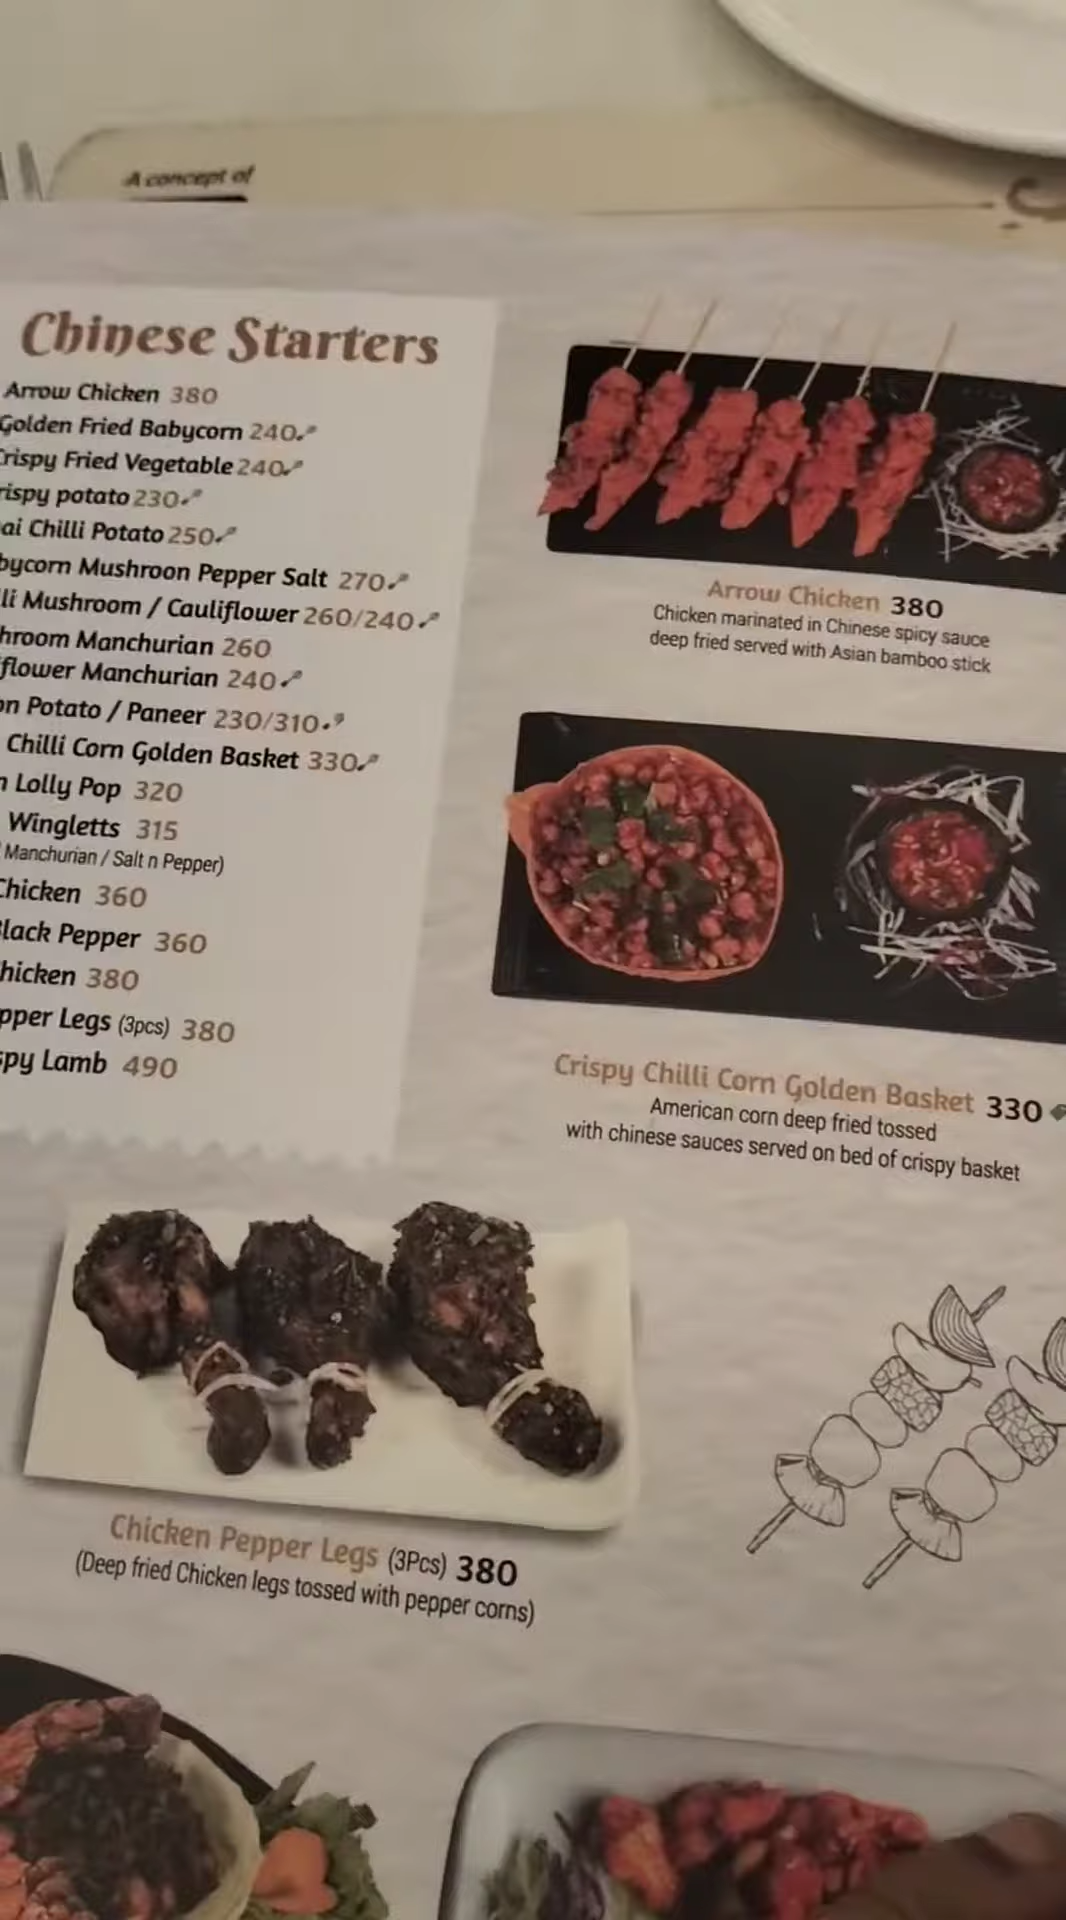 A concept of
Chinese Starters
Arrow Chicken 380
Golden Fried Babycorn 240
Crispy Fried Vegetable 240
rispy potato 230
ai Chilli Potato 250
bycorn Mushroon Pepper Salt 270
li Mushroom / Cauliflower 260/240
hroom Manchurian 260
flower Manchurian 240
on Potato / Paneer 230/310
Chilli Corn Golden Basket 330
n Lolly Pop 320
Wingletts 315
Manchurian / Salt n Pepper)
Chicken 360
Black Pepper 360
hicken 380
pper Legs (3pcs) 380
spy Lamb 490
Arrow Chicken 380
Chicken marinated in Chinese spicy sauce
deep fried served with Asian bamboo stick
Crispy Chilli Corn Golden Basket 330
American corn deep fried tossed
with chinese sauces served on bed of crispy basket
Chicken Pepper Legs (3Pcs) 380
(Deep fried Chicken legs tossed with pepper corns)